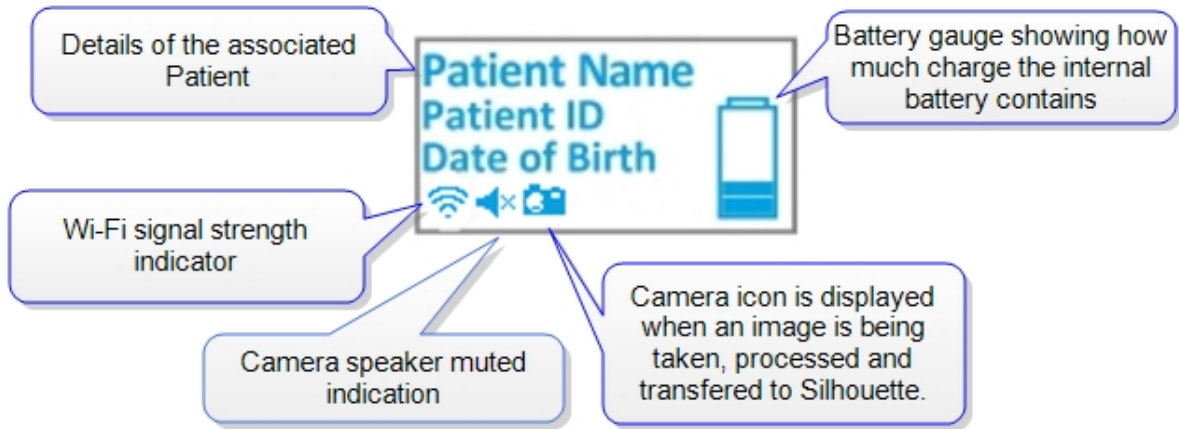 Details of the associated
Patient
Patient Name
Patient ID
Date of Birth
Battery gauge showing how
much charge the internal
battery contains
Wi-Fi signal strength
indicator
Camera speaker muted
indication
Camera icon is displayed
when an image is being
taken, processed and
transfered to Silhouette.